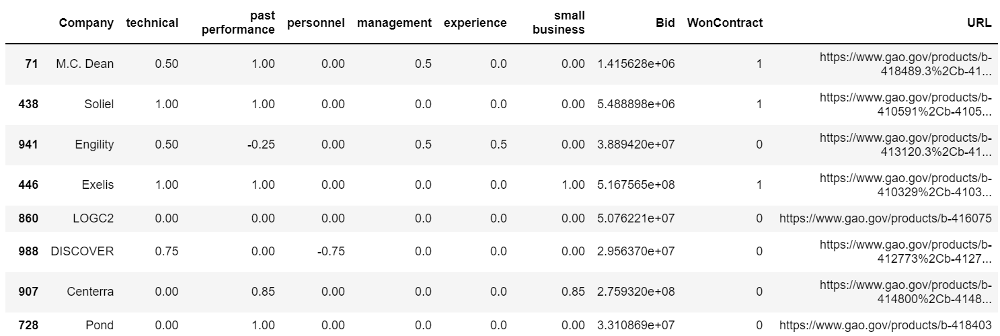 Company technical past performance personnel management experience small business Bid WonContract URL
71 M.C. Dean 0.50 1.00 0.00 0.5 0.0 0.00 1.415628e+06 1 https://www.gao.gov/products/b-
418489.3%2Cb-41...
438 Soliel 1.00 1.00 0.00 0.0 0.0 0.00 5.488898e+06 1 https://www.gao.gov/products/b-
410591%2Cb-4105...
941 Engility 0.50 -0.25 0.00 0.5 0.5 0.00 3.889420e+07 0 https://www.gao.gov/products/b-
413120.3%2Cb-41...
446 Exelis 1.00 1.00 0.00 0.0 0.0 1.00 5.167565e+08 1 https://www.gao.gov/products/b-
410329%2Cb-4103...
860 LOGC2 0.00 0.00 0.00 0.0 0.0 0.00 5.076221e+07 0 https://www.gao.gov/products/b-416075
988 DISCOVER 0.75 0.00 -0.75 0.0 0.0 0.00 2.956370e+07 0 https://www.gao.gov/products/b-
412773%2Cb-4127...
907 Centerra 0.00 0.85 0.00 0.0 0.0 0.85 2.759320e+08 0 https://www.gao.gov/products/b-
414800%2Cb-4148...
728 Pond 0.00 1.00 0.00 0.0 0.0 0.00 3.310869e+07 0 https://www.gao.gov/products/b-418403